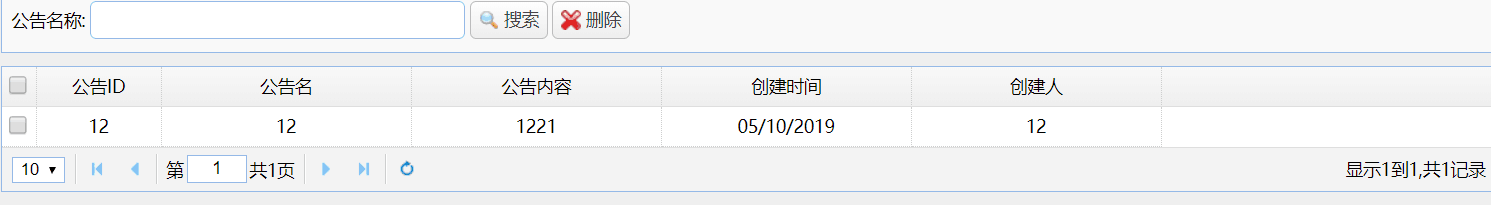 公告名称: 搜索 删除
公告ID 公告名 公告内容 创建时间 创建人
12 12 1221 05/10/2019 12
10 第 1 共1页 显示1到1,共1记录